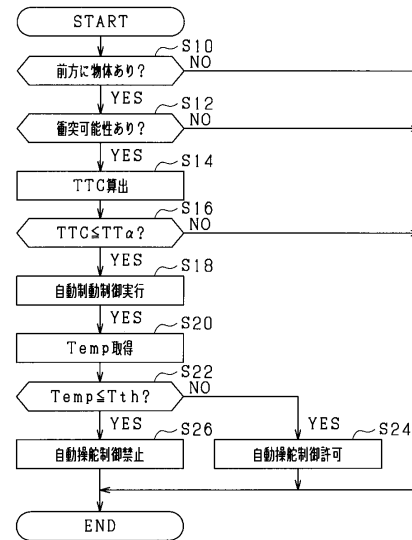 START
S10
前方に物体あり?
NO
YES
S12
衝突可能性あり?
NO
YES
S14
TTC算出
S16
TTC≦TTα?
NO
YES
S18
自動制動制御実行
YES
S20
Temp取得
S22
Temp≦Tth?
NO
YES
YES
S26
S24
自動操舵制御禁止
自動操舵制御許可
END